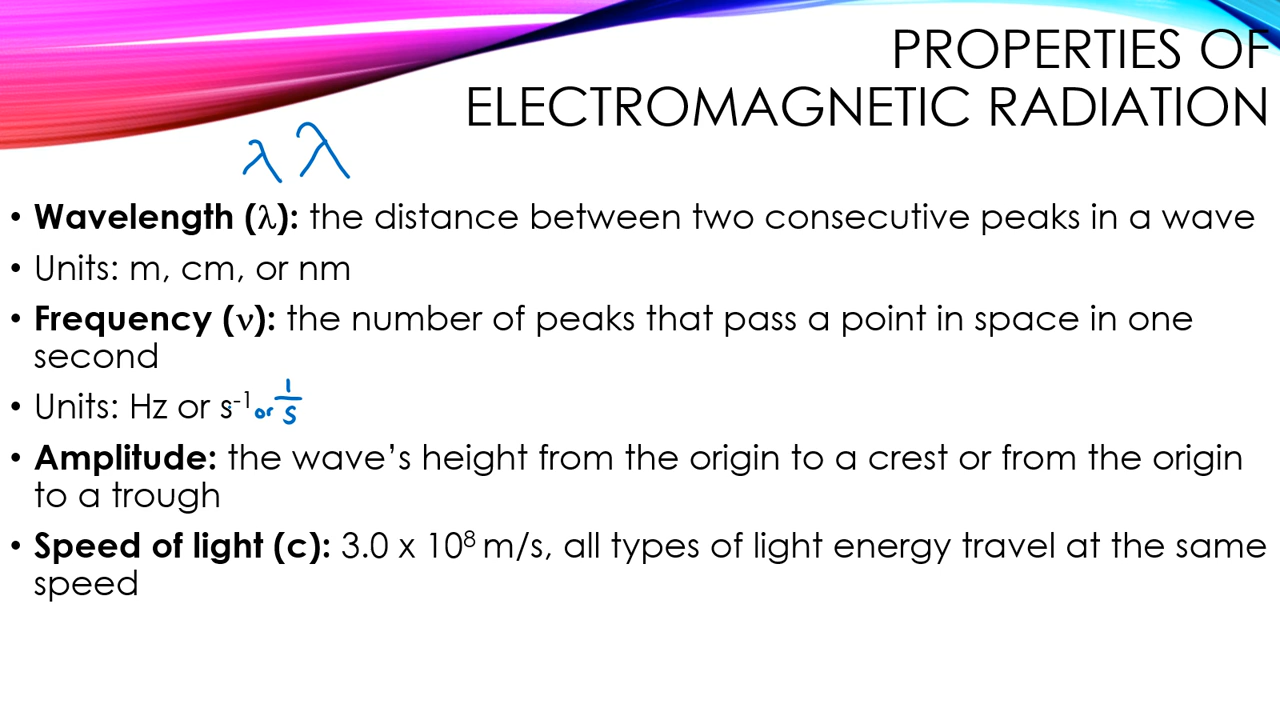 PROPERTIES OF
ELECTROMAGNETIC RADIATION
λ λ
• Wavelength (λ): the distance between two consecutive peaks in a wave
• Units: m, cm, or nm
• Frequency (ν): the number of peaks that pass a point in space in one
second
• Units: Hz or s⁻¹ or 1/s
• Amplitude: the wave’s height from the origin to a crest or from the origin
to a trough
• Speed of light (c): 3.0 x 10⁸ m/s, all types of light energy travel at the same
speed